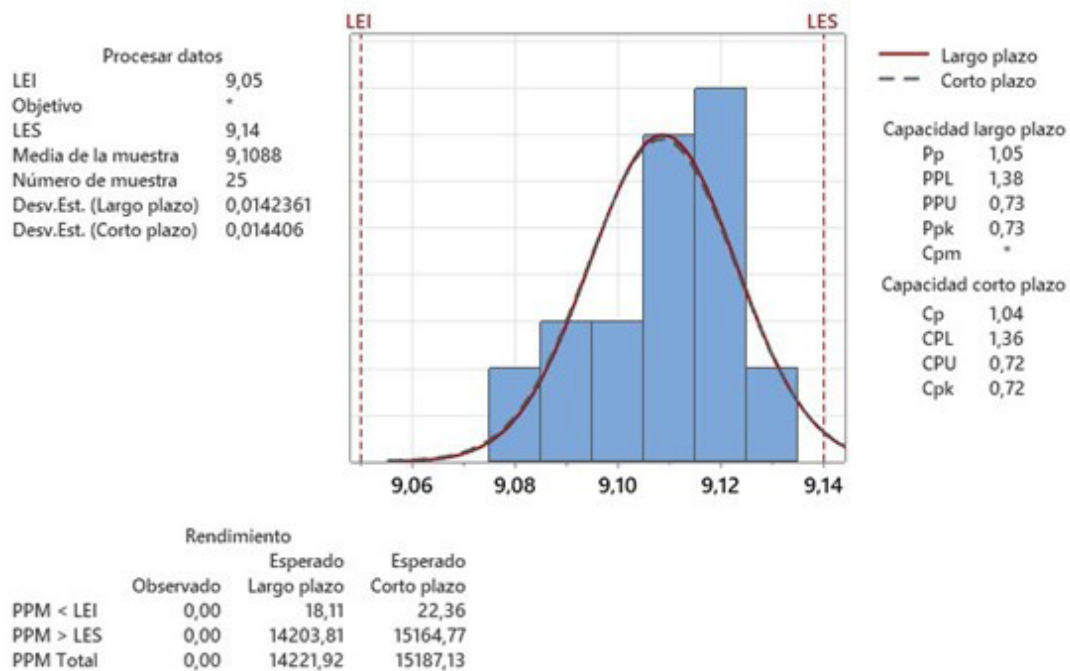 LEI LES
Procesar datos
LEI 9,05
Objetivo *
LES 9,14
Media de la muestra 9,1088
Número de muestra 25
Desv.Est. (Largo plazo) 0,0142361
Desv.Est. (Corto plazo) 0,014406
9,06 9,08 9,10 9,12 9,14
Largo plazo
Corto plazo
Capacidad largo plazo
Pp 1,05
PPL 1,38
PPU 0,73
Ppk 0,73
Cpm *
Capacidad corto plazo
Cp 1,04
CPL 1,36
CPU 0,72
Cpk 0,72
Rendimiento
Esperado Esperado
Observado Largo plazo Corto plazo
PPM < LEI 0,00 18,11 22,36
PPM > LES 0,00 14203,81 15164,77
PPM Total 0,00 14221,92 15187,13